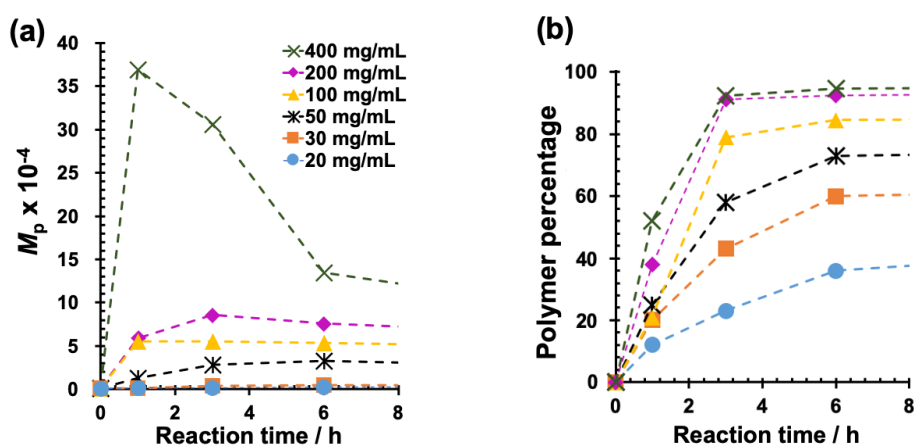 (a)
40
35
30
25
20
15
10
5
0
M_p x 10^-4
400 mg/mL
200 mg/mL
100 mg/mL
50 mg/mL
30 mg/mL
20 mg/mL
0 2 4 6 8
Reaction time / h
(b)
100
80
60
40
20
0
Polymer percentage
0 2 4 6 8
Reaction time / h